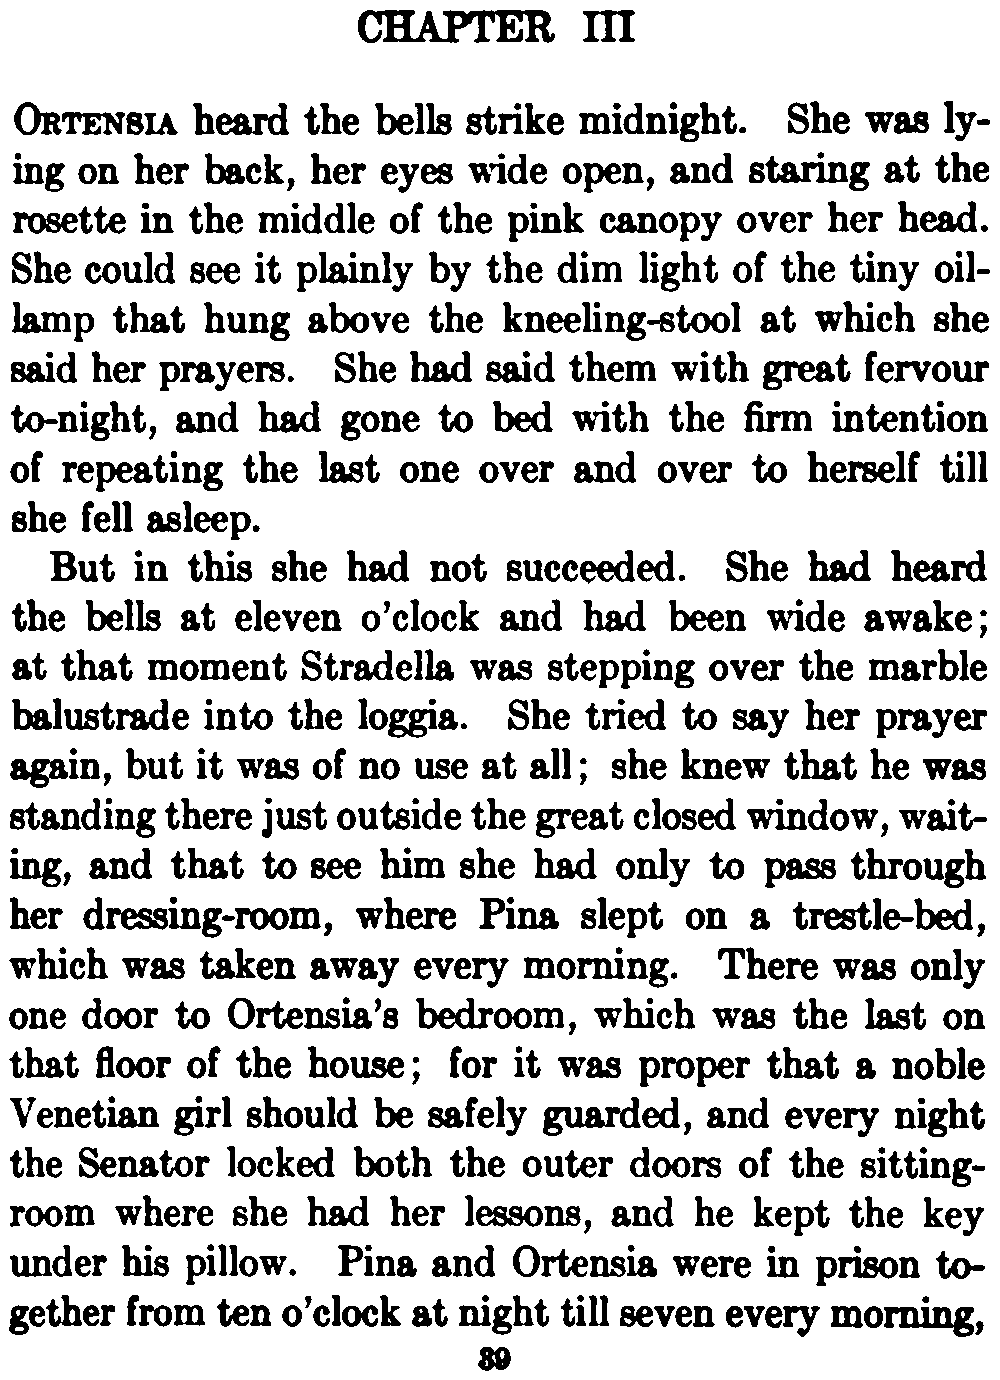 CHAPTER III
Ortensia heard the bells strike midnight. She was ly-
ing on her back, her eyes wide open, and staring at the
rosette in the middle of the pink canopy over her head.
She could see it plainly by the dim light of the tiny oil-
lamp that hung above the kneeling-stool at which she
said her prayers. She had said them with great fervour
to-night, and had gone to bed with the firm intention
of repeating the last one over and over to herself till
she fell asleep.
But in this she had not succeeded. She had heard
the bells at eleven o'clock and had been wide awake;
at that moment Stradella was stepping over the marble
balustrade into the loggia. She tried to say her prayer
again, but it was of no use at all; she knew that he was
standing there just outside the great closed window, wait-
ing, and that to see him she had only to pass through
her dressing-room, where Pina slept on a trestle-bed,
which was taken away every morning. There was only
one door to Ortensia's bedroom, which was the last on
that floor of the house; for it was proper that a noble
Venetian girl should be safely guarded, and every night
the Senator locked both the outer doors of the sitting-
room where she had her lessons, and he kept the key
under his pillow. Pina and Ortensia were in prison to-
gether from ten o'clock at night till seven every morning,
39